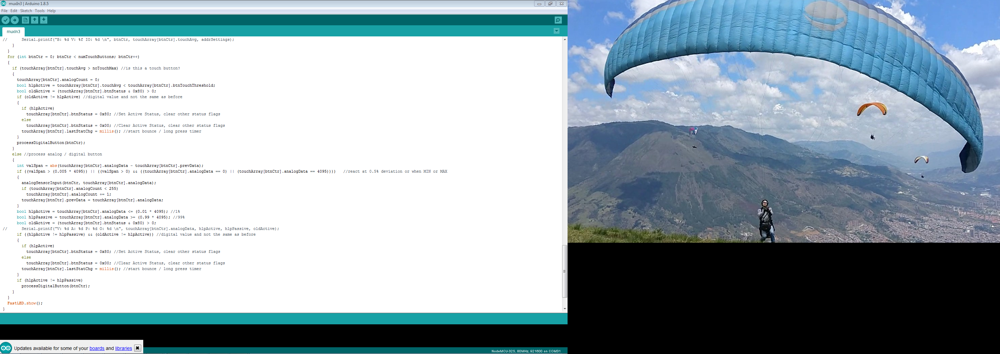 muxIn3 | Arduino 1.8.5
File Edit Sketch Tools Help
muxIn3
//      Serial.printf("B: %d V: %f IO: %d \n", btnCtr, touchArray[btnCtr].touchAvg, addrSettings);
    }
  }
  for (int btnCtr = 0; btnCtr < numTouchButtons; btnCtr++)
  {
    if (touchArray[btnCtr].touchAvg > noTouchMax) //is this a touch button?
    {
      touchArray[btnCtr].analogCount = 0;
      bool hlpActive = touchArray[btnCtr].touchAvg < touchArray[btnCtr].btnTouchThreshold;
      bool oldActive = (touchArray[btnCtr].btnStatus & 0x80) > 0;
      if (oldActive != hlpActive) //digital value and not the same as before
      {
        if (hlpActive)
          touchArray[btnCtr].btnStatus = 0x80; //Set Active Status, clear other status flags
        else
          touchArray[btnCtr].btnStatus = 0x00; //Clear Active Status, clear other status flags
        touchArray[btnCtr].lastStatChg = millis(); //start bounce / long press timer
      }
      processDigitalButton(btnCtr);
    }
    else //process analog / digital button
    {
      int valSpan = abs(touchArray[btnCtr].analogData - touchArray[btnCtr].prevData);
      if ((valSpan > (0.005 * 4095)) || ((valSpan > 0) && ((touchArray[btnCtr].analogData == 0) || (touchArray[btnCtr].analogData == 4095))))   //react at 0.5% deviation or when MIN or MAX
      {
        analogSensorInput(btnCtr, touchArray[btnCtr].analogData);
        if (touchArray[btnCtr].analogCount < 255)
          touchArray[btnCtr].analogCount += 1;
        touchArray[btnCtr].prevData = touchArray[btnCtr].analogData;
      }
      bool hlpActive = touchArray[btnCtr].analogData <= (0.01 * 4095); //1%
      bool hlpPassive = touchArray[btnCtr].analogData >= (0.99 * 4095); //99%
      bool oldActive = (touchArray[btnCtr].btnStatus & 0x80) > 0;
//      Serial.printf("V: %d A: %d P: %d O: %d \n", touchArray[btnCtr].analogData, hlpActive, hlpPassive, oldActive);
      if ((hlpActive != hlpPassive) && (oldActive != hlpActive)) //digital value and not the same as before
      {
        if (hlpActive)
          touchArray[btnCtr].btnStatus = 0x80; //Set Active Status, clear other status flags
        else
          touchArray[btnCtr].btnStatus = 0x00; //Clear Active Status, clear other status flags
        touchArray[btnCtr].lastStatChg = millis(); //start bounce / long press timer
      }
      if (hlpActive != hlpPassive)
        processDigitalButton(btnCtr);
    }
  }
  FastLED.show();
}
Updates available for some of your boards and libraries
NodeMCU-32S, 80MHz, 921600 on COM31